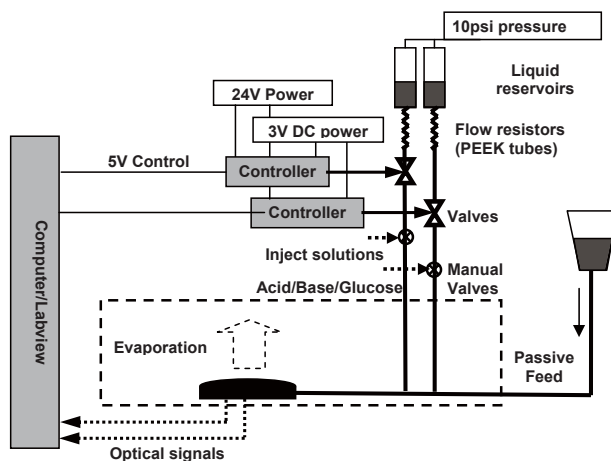 10psi pressure
24V Power
Liquid
reservoirs
3V DC power
Flow resistors
(PEEK tubes)
5V Control
Controller
Controller
Valves
Inject solutions
Manual
Valves
Acid/Base/Glucose
Computer/Labview
Evaporation
Passive
Feed
Optical signals